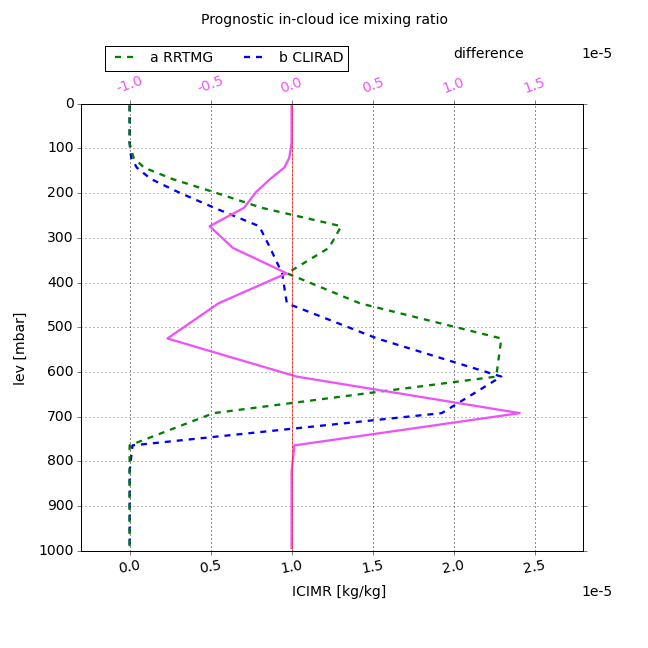 Prognostic in-cloud ice mixing ratio
a RRTMG b CLIRAD difference 1e-5
-1.0 -0.5 0.0 0.5 1.0 1.5
0
100
200
300
400
500
600
700
800
900
1000
lev [mbar]
0.0 0.5 1.0 1.5 2.0 2.5
ICIMR [kg/kg] 1e-5